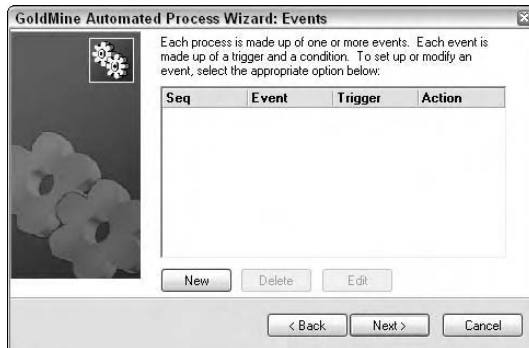 GoldMine Automated Process Wizard: Events
Each process is made up of one or more events. Each event is
made up of a trigger and a condition. To set up or modify an
event, select the appropriate option below:
Seq Event Trigger Action
New Delete Edit
< Back Next > Cancel